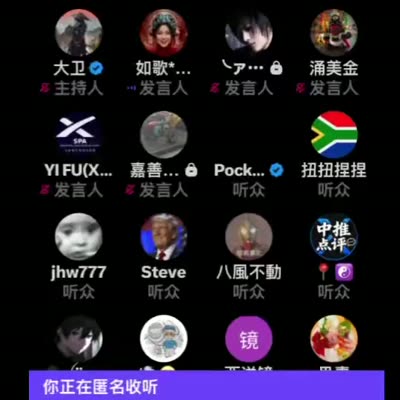 大卫 如歌*... ... 涌美金
主持人 发言人 发言人 发言人
X
SPA
YI FU(X... 嘉善... Pock... 扭扭捏捏
发言人 发言人 听众 听众
中推
点评
jhw777 Steve 八風不動
听众 听众 听众 听众
镜
你正在匿名收听